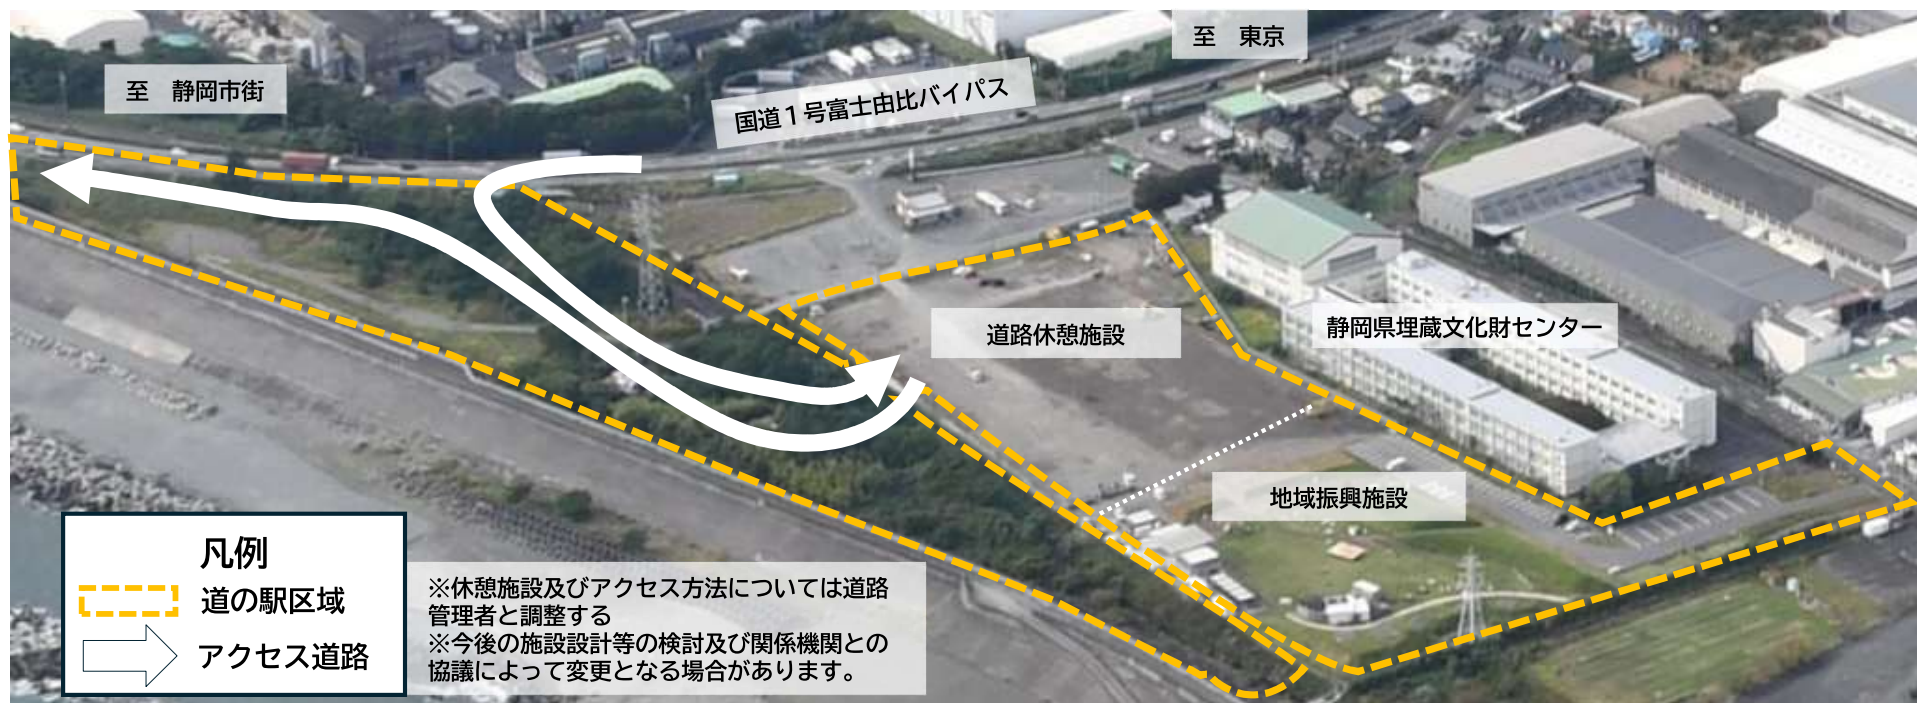 至　東京
至　静岡市街
国道１号富士由比バイパス
道路休憩施設
静岡県埋蔵文化財センター
地域振興施設
凡例
道の駅区域
アクセス道路
※休憩施設及びアクセス方法については道路
管理者と調整する
※今後の施設設計等の検討及び関係機関との
協議によって変更となる場合があります。